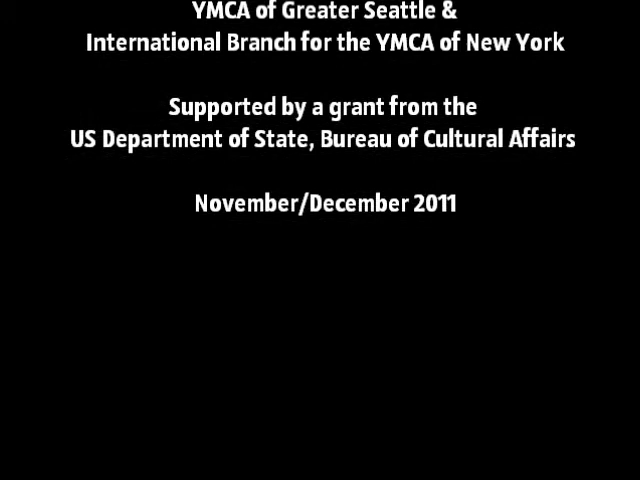 YMCA of Greater Seattle &
International Branch for the YMCA of New York
Supported by a grant from the
US Department of State, Bureau of Cultural Affairs
November/December 2011